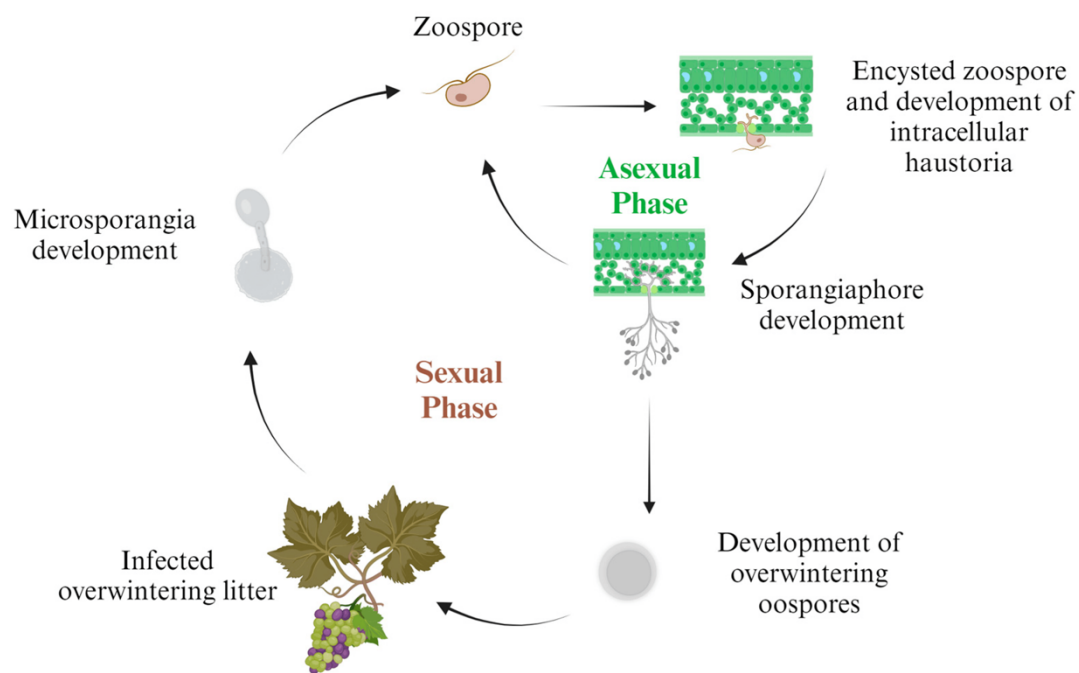 Zoospore
Encysted zoospore
and development of
intracellular
haustoria
Asexual
Phase
Microsporangia
development
Sporangiaphore
development
Sexual
Phase
Infected
overwintering litter
Development of
overwintering
oospores